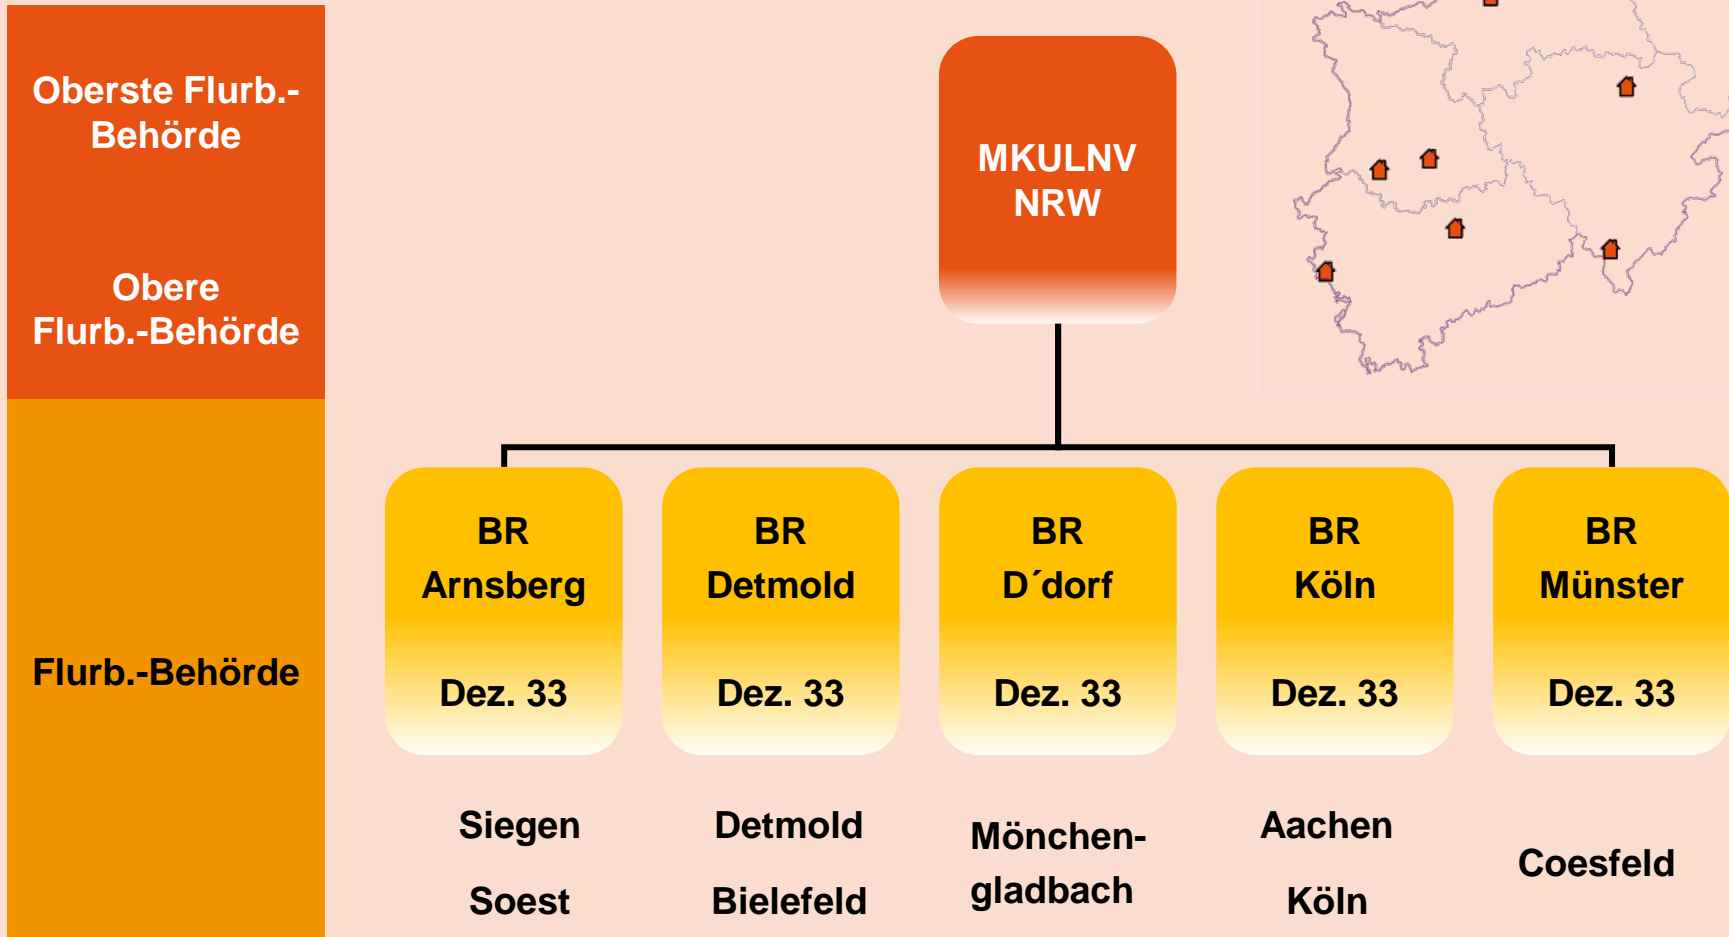 Oberste Flurb.-
Behörde
Obere
Flurb.-Behörde
MKULNV
NRW
Flurb.-Behörde
BR
Arnsberg
Dez. 33
BR
Detmold
Dez. 33
BR
D´dorf
Dez. 33
BR
Köln
Dez. 33
BR
Münster
Dez. 33
Siegen
Soest
Detmold
Bielefeld
Mönchen-
gladbach
Aachen
Köln
Coesfeld